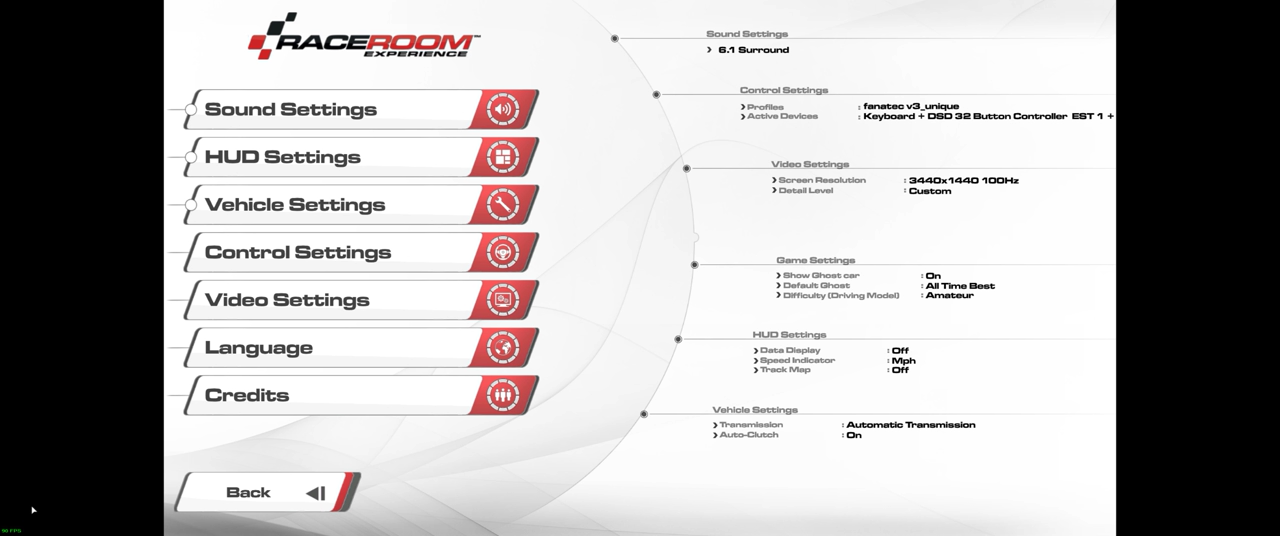 RACEROOM™
EXPERIENCE
Sound Settings
HUD Settings
Vehicle Settings
Control Settings
Video Settings
Language
Credits
Back
Sound Settings
6.1 Surround
Control Settings
Profiles : fanatec v3_unique
Active Devices : Keyboard + DSD 32 Button Controller EST 1 +
Video Settings
Screen Resolution : 3440x1440 100Hz
Detail Level : Custom
Game Settings
Show Ghost car : On
Default Ghost : All Time Best
Difficulty (Driving Model) : Amateur
HUD Settings
Data Display : Off
Speed Indicator : Mph
Track Map : Off
Vehicle Settings
Transmission : Automatic Transmission
Auto-Clutch : On
FPS